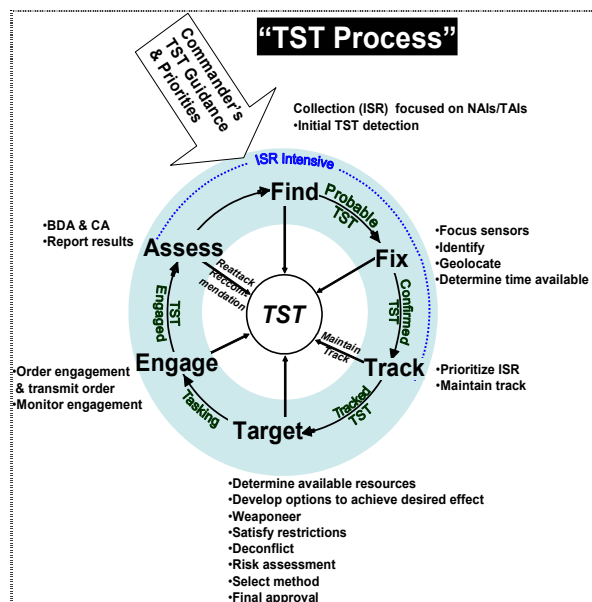 “TST Process”
Commander’s
TST Guidance
& Priorities
Collection (ISR) focused on NAIs/TAIs
•Initial TST detection
ISR Intensive
Find
Probable
TST
•BDA & CA
•Report results
Assess
Fix
•Focus sensors
•Identify
•Geolocate
•Determine time available
Reattack
Reccom-
mendation
TST
Confirmed
TST
Engaged
TST
Maintain
Track
Engage
Track
•Prioritize ISR
•Maintain track
•Order engagement
& transmit order
•Monitor engagement
Tasking
Tracked
TST
Target
•Determine available resources
•Develop options to achieve desired effect
•Weaponeer
•Satisfy restrictions
•Deconflict
•Risk assessment
•Select method
•Final approval